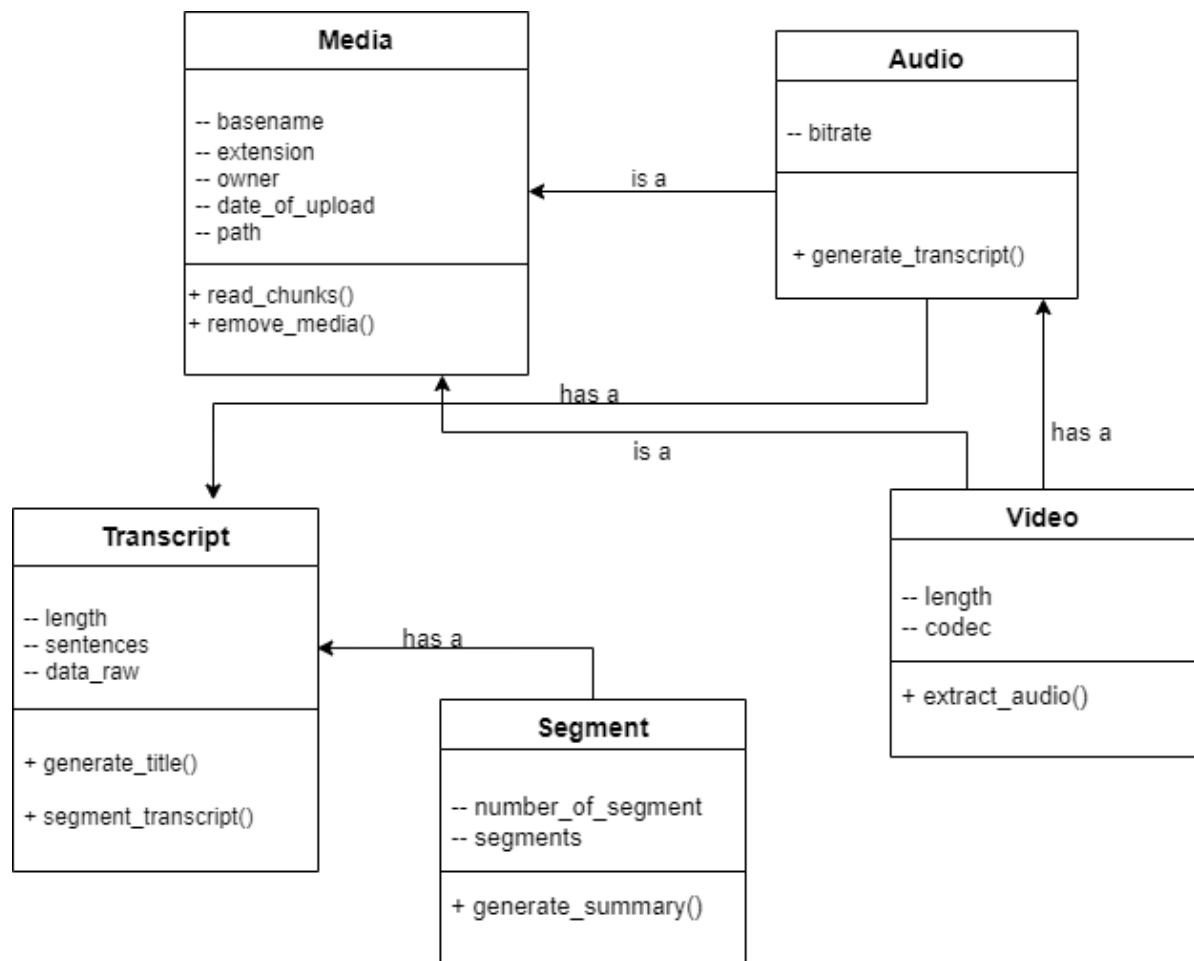 Media
-- basename
-- extension
-- owner
-- date_of_upload
-- path
+ read_chunks()
+ remove_media()
Audio
-- bitrate
+ generate_transcript()
is a
has a
is a
has a
Transcript
-- length
-- sentences
-- data_raw
+ generate_title()
+ segment_transcript()
has a
Segment
-- number_of_segment
-- segments
+ generate_summary()
Video
-- length
-- codec
+ extract_audio()